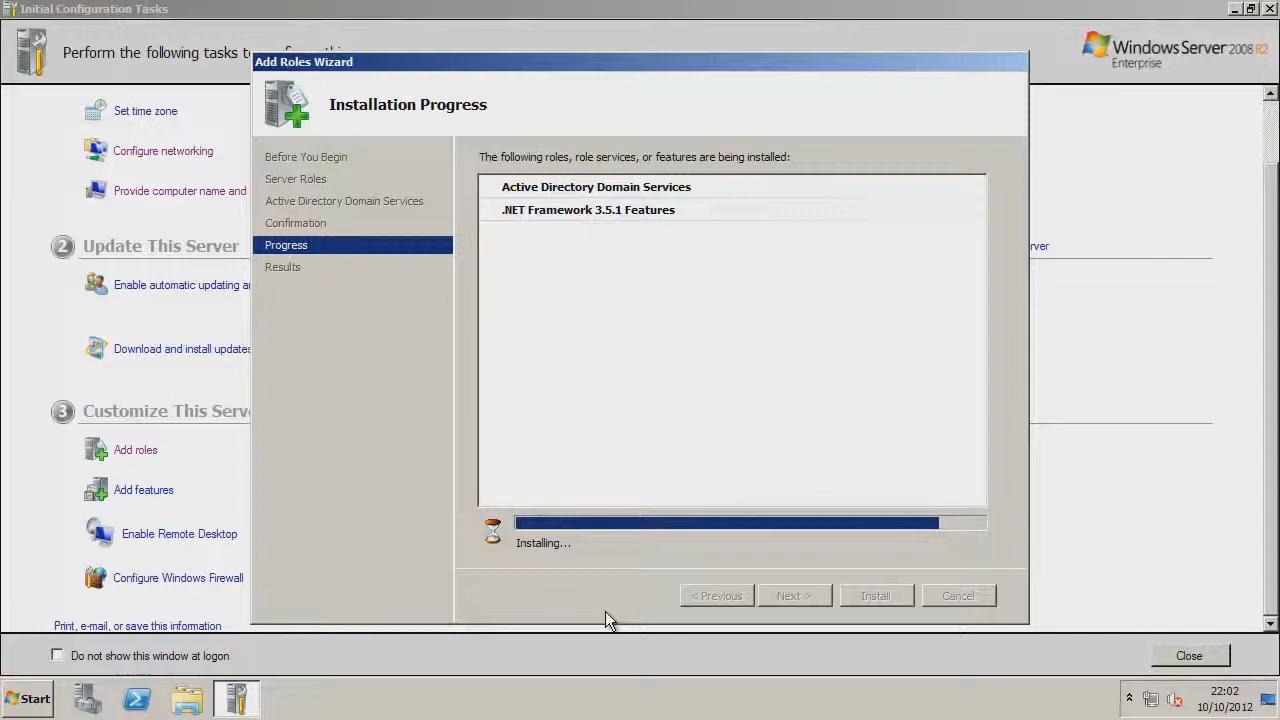 Initial Configuration Tasks
Perform the following tasks to
Windows Server 2008 R2
Enterprise
Set time zone
Configure networking
Provide computer name and
2 Update This Server
Enable automatic updating
Download and install updates
3 Customize This
Add roles
Add features
Enable Remote Desktop
Configure Windows Firewall
Print, e-mail, or save this information
Add Roles Wizard
Installation Progress
Before You Begin
Server Roles
Active Directory Domain Services
Confirmation
Progress
Results
The following roles, role services, or features are being installed:
Active Directory Domain Services
.NET Framework 3.5.1 Features
Installing...
< Previous
Next >
Install
Cancel
Do not show this window at logon
Close
Start
22:02
10/10/2012